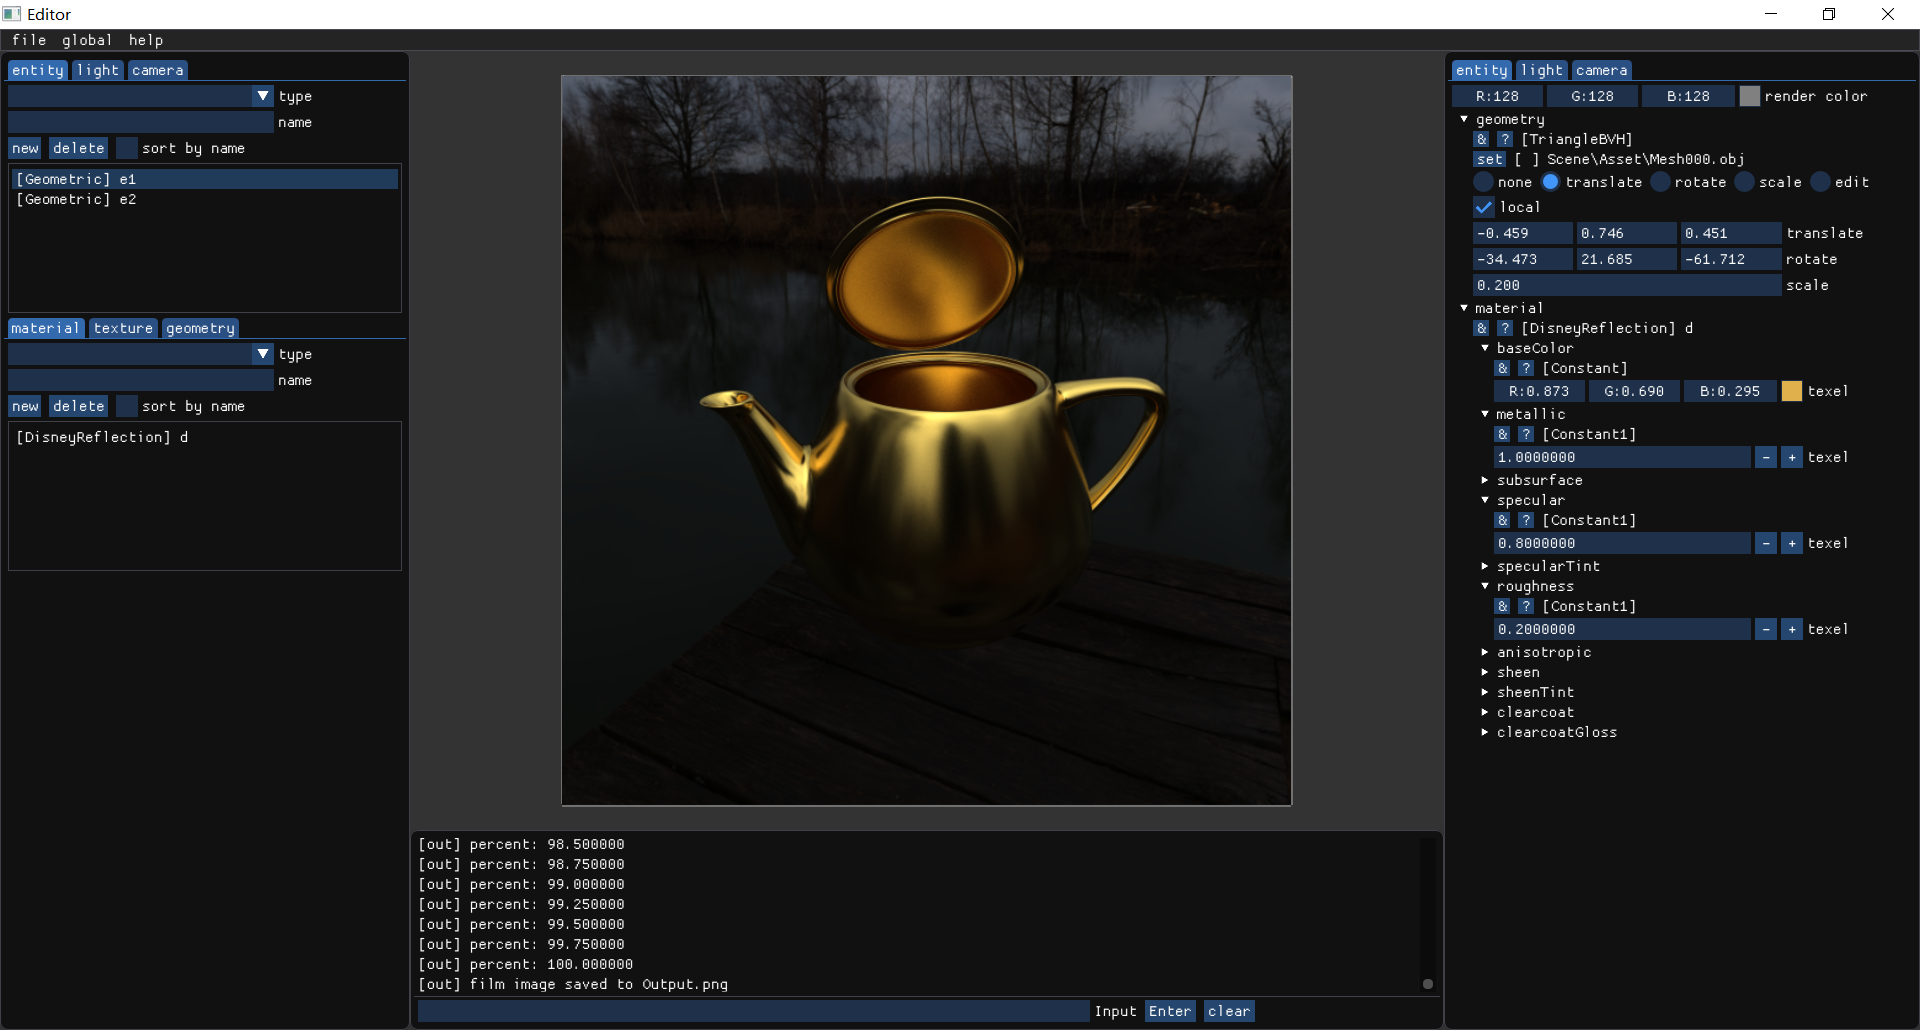 Editor
file global help
entity light camera
type
name
new delete sort by name
[Geometric] e1
[Geometric] e2
material texture geometry
type
name
new delete sort by name
[DisneyReflection] d
[out] percent: 98.500000
[out] percent: 98.750000
[out] percent: 99.000000
[out] percent: 99.250000
[out] percent: 99.500000
[out] percent: 99.750000
[out] percent: 100.000000
[out] film image saved to Output.png
Input Enter clear
entity light camera
R:128 G:128 B:128 render color
geometry
& ? [TriangleBVH]
set [ ] Scene\Asset\Mesh000.obj
none translate rotate scale edit
local
-0.459 0.746 0.451 translate
-34.473 21.685 -61.712 rotate
0.200 scale
material
& ? [DisneyReflection] d
baseColor
& ? [Constant]
R:0.873 G:0.690 B:0.295 texel
metallic
& ? [Constant1]
1.0000000 - + texel
subsurface
specular
& ? [Constant1]
0.8000000 - + texel
specularTint
roughness
& ? [Constant1]
0.2000000 - + texel
anisotropic
sheen
sheenTint
clearcoat
clearcoatGloss